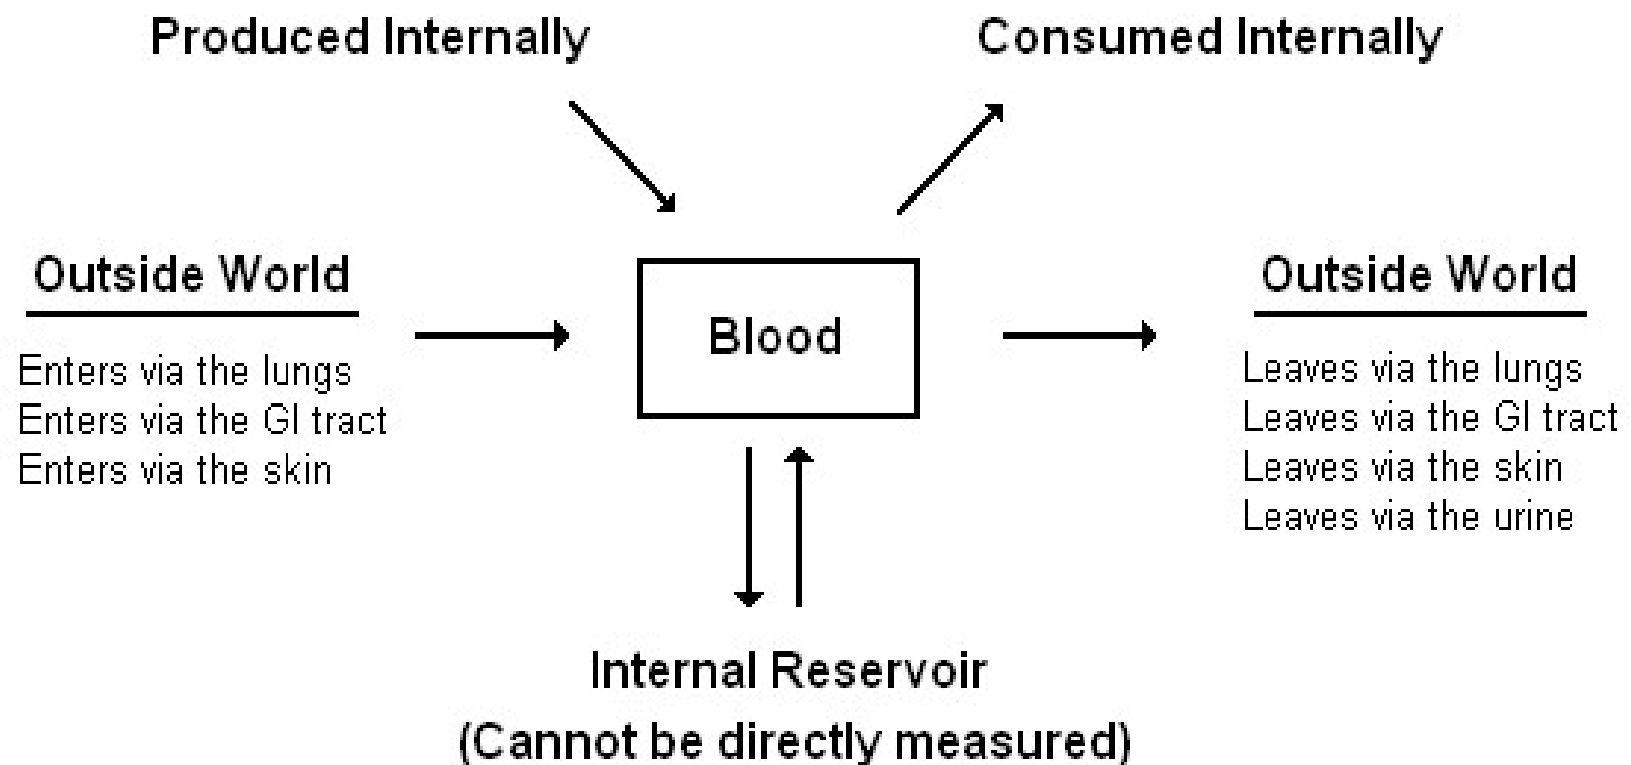 Produced Internally
Consumed Internally
Outside World
Enters via the lungs
Enters via the GI tract
Enters via the skin
Blood
Outside World
Leaves via the lungs
Leaves via the GI tract
Leaves via the skin
Leaves via the urine
Internal Reservoir
(Cannot be directly measured)